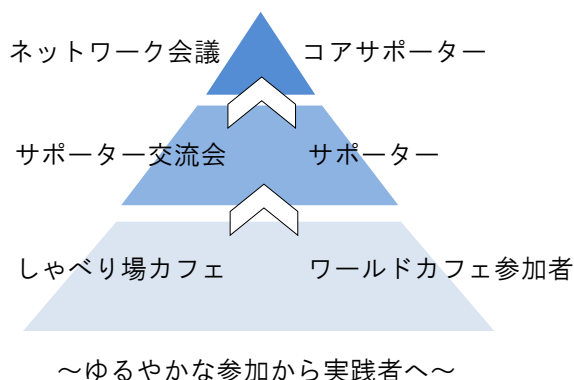 ネットワーク会議 コアサポーター
サポーター交流会 サポーター
しゃべり場カフェ ワールドカフェ参加者
～ゆるやかな参加から実践者へ～